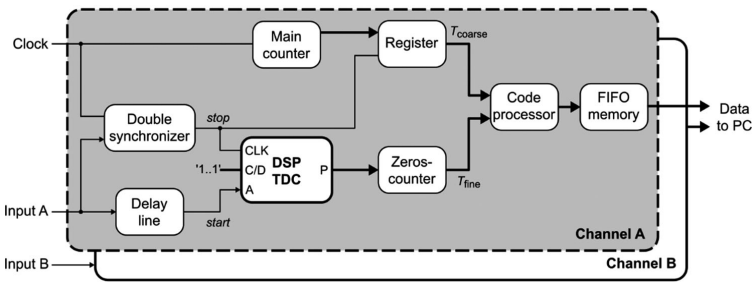 Clock
Main
counter
Register
Tcoarse
Code
processor
FIFO
memory
Data
to PC
Double
synchronizer
stop
CLK
'1..1'
C/D
DSP
TDC
P
A
Zeros-
counter
Tfine
Input A
Delay
line
start
Channel A
Input B
Channel B